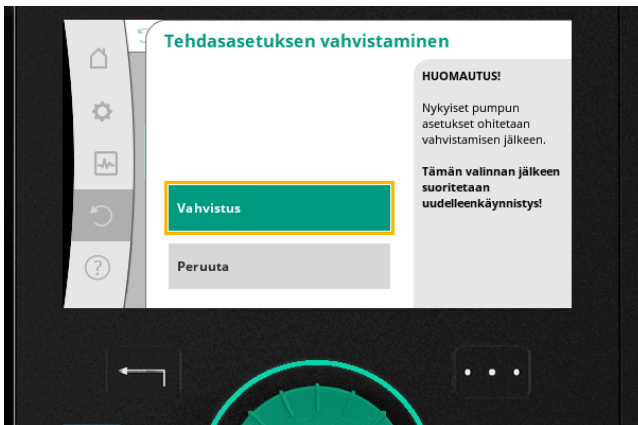 Tehdasasetuksen vahvistaminen
HUOMAUTUS!
Nykyiset pumpun
asetukset ohitetaan
vahvistamisen jälkeen.
Tämän valinnan jälkeen
suoritetaan
uudelleenkäynnistys!
Vahvistus
Peruuta